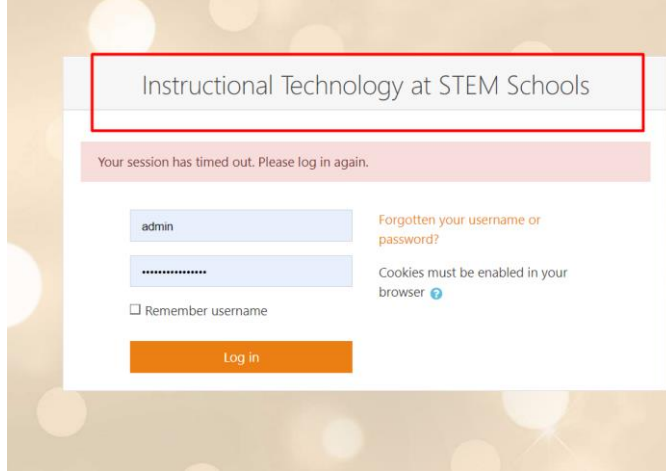 Instructional Technology at STEM Schools
Your session has timed out. Please log in again.
admin
••••••••••••••••
Forgotten your username or
password?
Cookies must be enabled in your
browser ?
Remember username
Log in